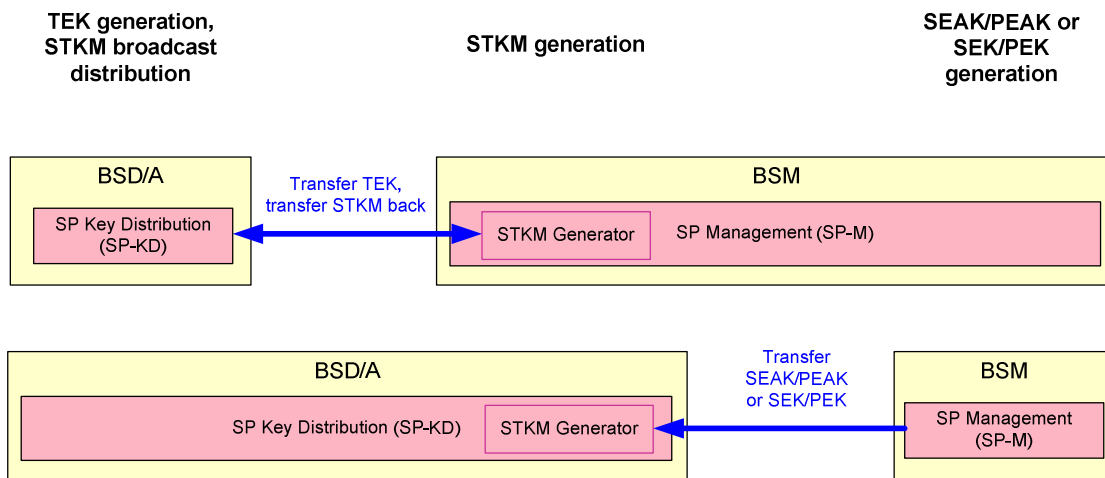 TEK generation,
STKM broadcast
distribution
STKM generation
SEAK/PEAK or
SEK/PEK
generation
BSD/A
SP Key Distribution
(SP-KD)
Transfer TEK,
transfer STKM back
BSM
STKM Generator
SP Management (SP-M)
BSD/A
SP Key Distribution (SP-KD)
STKM Generator
Transfer
SEAK/PEAK
or SEK/PEK
BSM
SP Management
(SP-M)